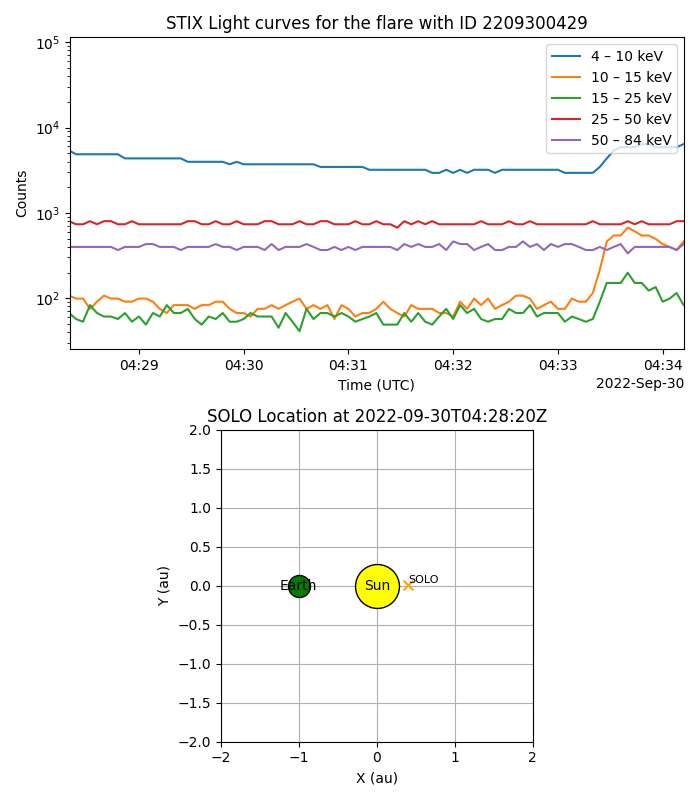 STIX Light curves for the flare with ID 2209300429
10⁵
10⁴
10³
10²
Counts
4 – 10 keV
10 – 15 keV
15 – 25 keV
25 – 50 keV
50 – 84 keV
04:29 04:30 04:31 04:32 04:33 04:34
Time (UTC)
2022-Sep-30
SOLO Location at 2022-09-30T04:28:20Z
2.0
1.5
1.0
0.5
0.0
−0.5
−1.0
−1.5
−2.0
Y (au)
Earth
Sun
SOLO
−2 −1 0 1 2
X (au)